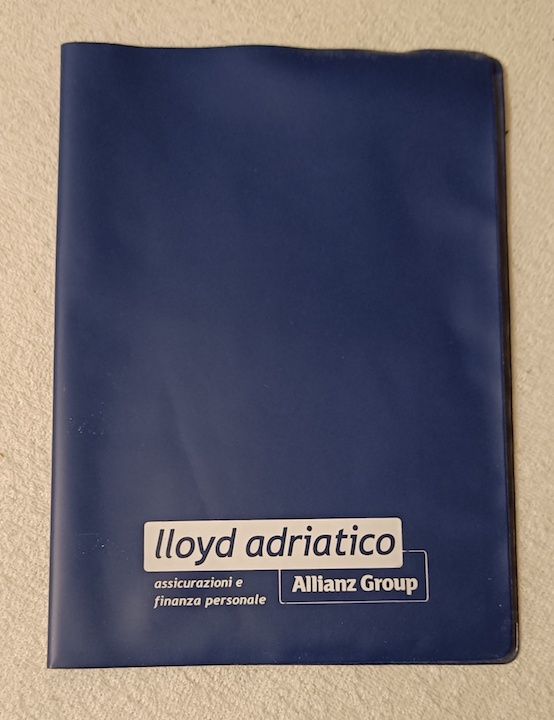 lloyd adriatico
assicurazioni e
finanza personale
Allianz Group